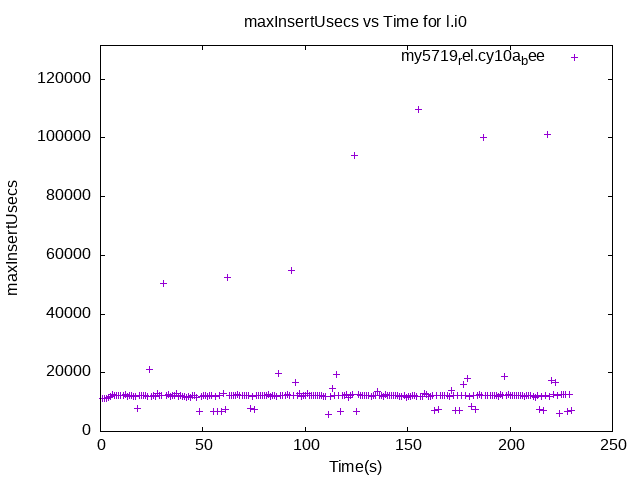 maxInsertUsecs vs Time for l.i0
my5719_rel.cy10a_bee
120000
100000
80000
60000
40000
20000
0
maxInsertUsecs
0 50 100 150 200 250
Time(s)